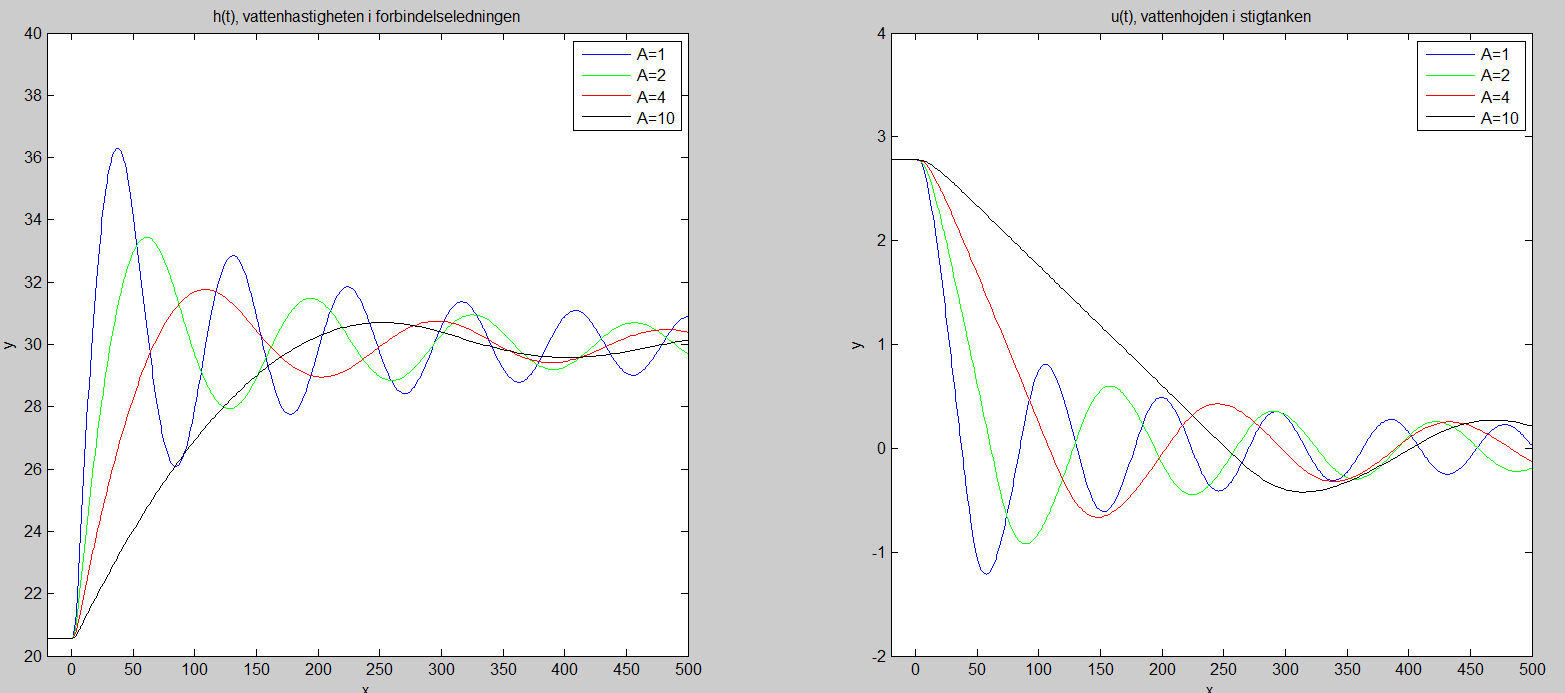 h(t), vattenhastigheten i forbindelseledningen
40
38
36
34
32
30
28
26
24
22
20
y
A=1
A=2
A=4
A=10
0
50
100
150
200
250
300
350
400
450
500
x
u(t), vattenhojden i stigtanken
4
3
2
1
0
-1
-2
y
A=1
A=2
A=4
A=10
0
50
100
150
200
250
300
350
400
450
500
x